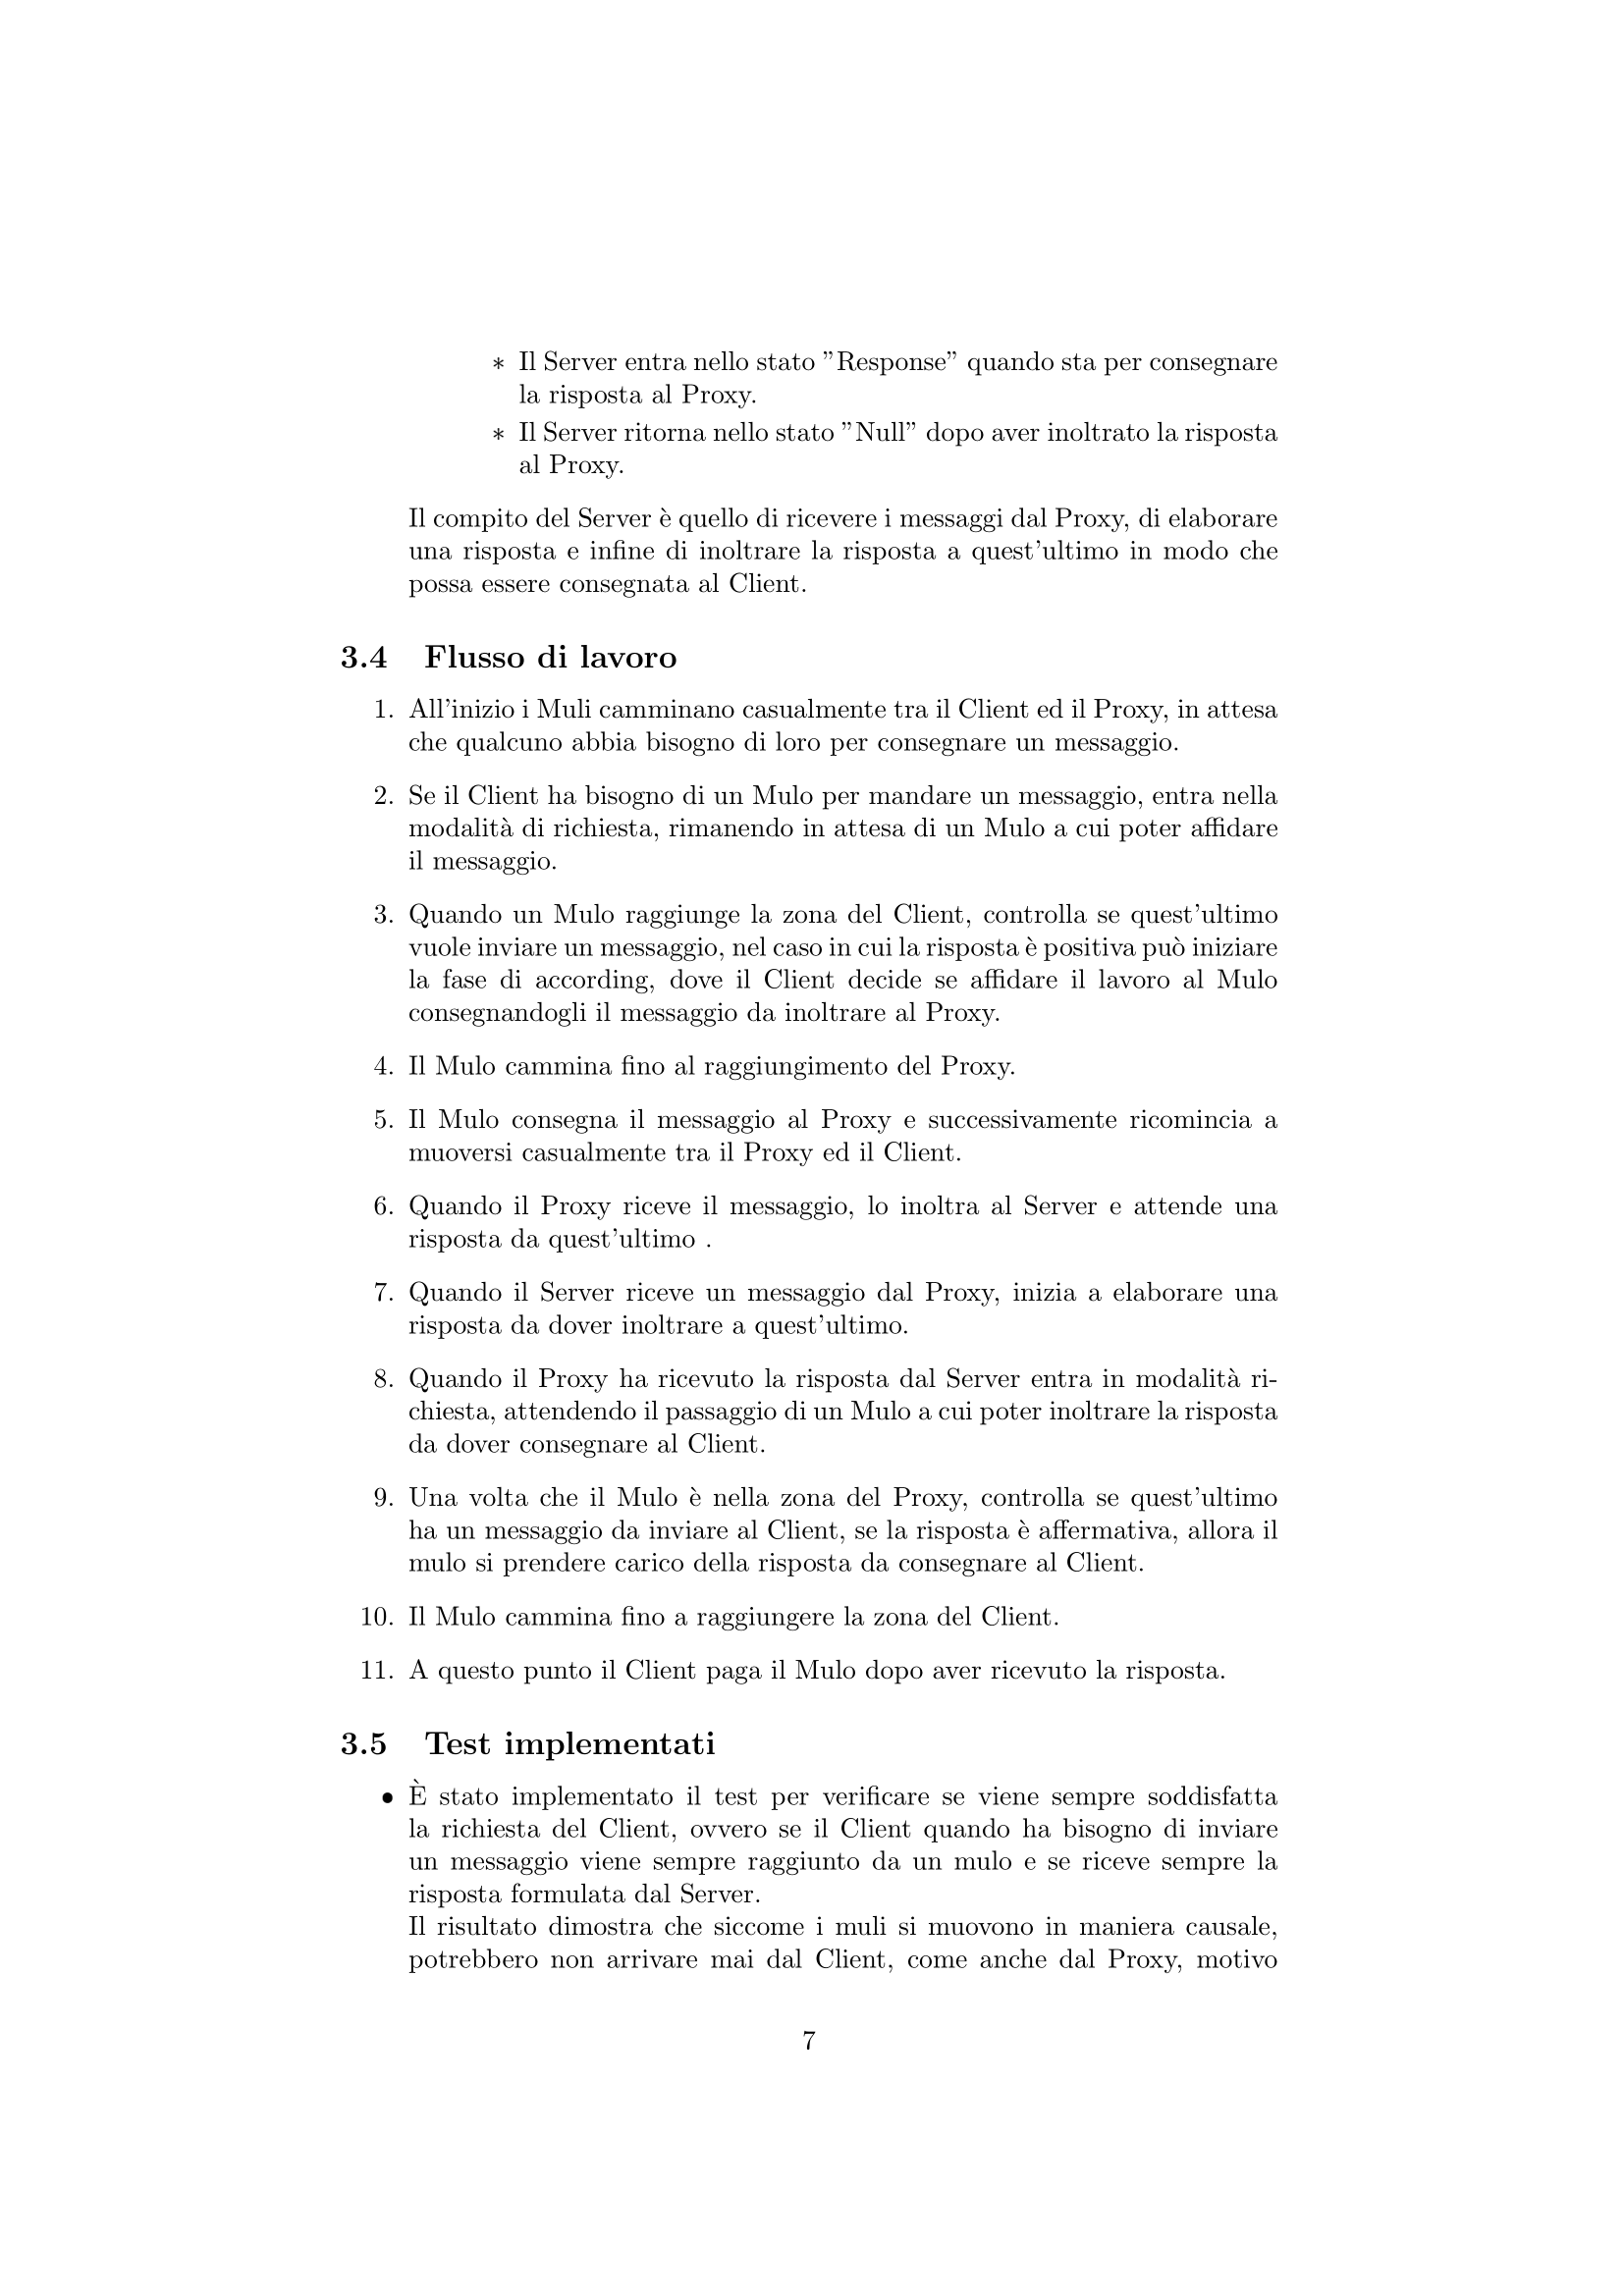 ∗ Il Server entra nello stato ”Response” quando sta per consegnare
la risposta al Proxy.
∗ Il Server ritorna nello stato ”Null” dopo aver inoltrato la risposta
al Proxy.
Il compito del Server è quello di ricevere i messaggi dal Proxy, di elaborare
una risposta e infine di inoltrare la risposta a quest’ultimo in modo che
possa essere consegnata al Client.
3.4 Flusso di lavoro
1. All’inizio i Muli camminano casualmente tra il Client ed il Proxy, in attesa
che qualcuno abbia bisogno di loro per consegnare un messaggio.
2. Se il Client ha bisogno di un Mulo per mandare un messaggio, entra nella
modalità di richiesta, rimanendo in attesa di un Mulo a cui poter affidare
il messaggio.
3. Quando un Mulo raggiunge la zona del Client, controlla se quest’ultimo
vuole inviare un messaggio, nel caso in cui la risposta è positiva può iniziare
la fase di according, dove il Client decide se affidare il lavoro al Mulo
consegnandogli il messaggio da inoltrare al Proxy.
4. Il Mulo cammina fino al raggiungimento del Proxy.
5. Il Mulo consegna il messaggio al Proxy e successivamente ricomincia a
muoversi casualmente tra il Proxy ed il Client.
6. Quando il Proxy riceve il messaggio, lo inoltra al Server e attende una
risposta da quest’ultimo .
7. Quando il Server riceve un messaggio dal Proxy, inizia a elaborare una
risposta da dover inoltrare a quest’ultimo.
8. Quando il Proxy ha ricevuto la risposta dal Server entra in modalità ri-
chiesta, attendendo il passaggio di un Mulo a cui poter inoltrare la risposta
da dover consegnare al Client.
9. Una volta che il Mulo è nella zona del Proxy, controlla se quest’ultimo
ha un messaggio da inviare al Client, se la risposta è affermativa, allora il
mulo si prendere carico della risposta da consegnare al Client.
10. Il Mulo cammina fino a raggiungere la zona del Client.
11. A questo punto il Client paga il Mulo dopo aver ricevuto la risposta.
3.5 Test implementati
• È stato implementato il test per verificare se viene sempre soddisfatta
la richiesta del Client, ovvero se il Client quando ha bisogno di inviare
un messaggio viene sempre raggiunto da un mulo e se riceve sempre la
risposta formulata dal Server.
Il risultato dimostra che siccome i muli si muovono in maniera causale,
potrebbero non arrivare mai dal Client, come anche dal Proxy, motivo
7